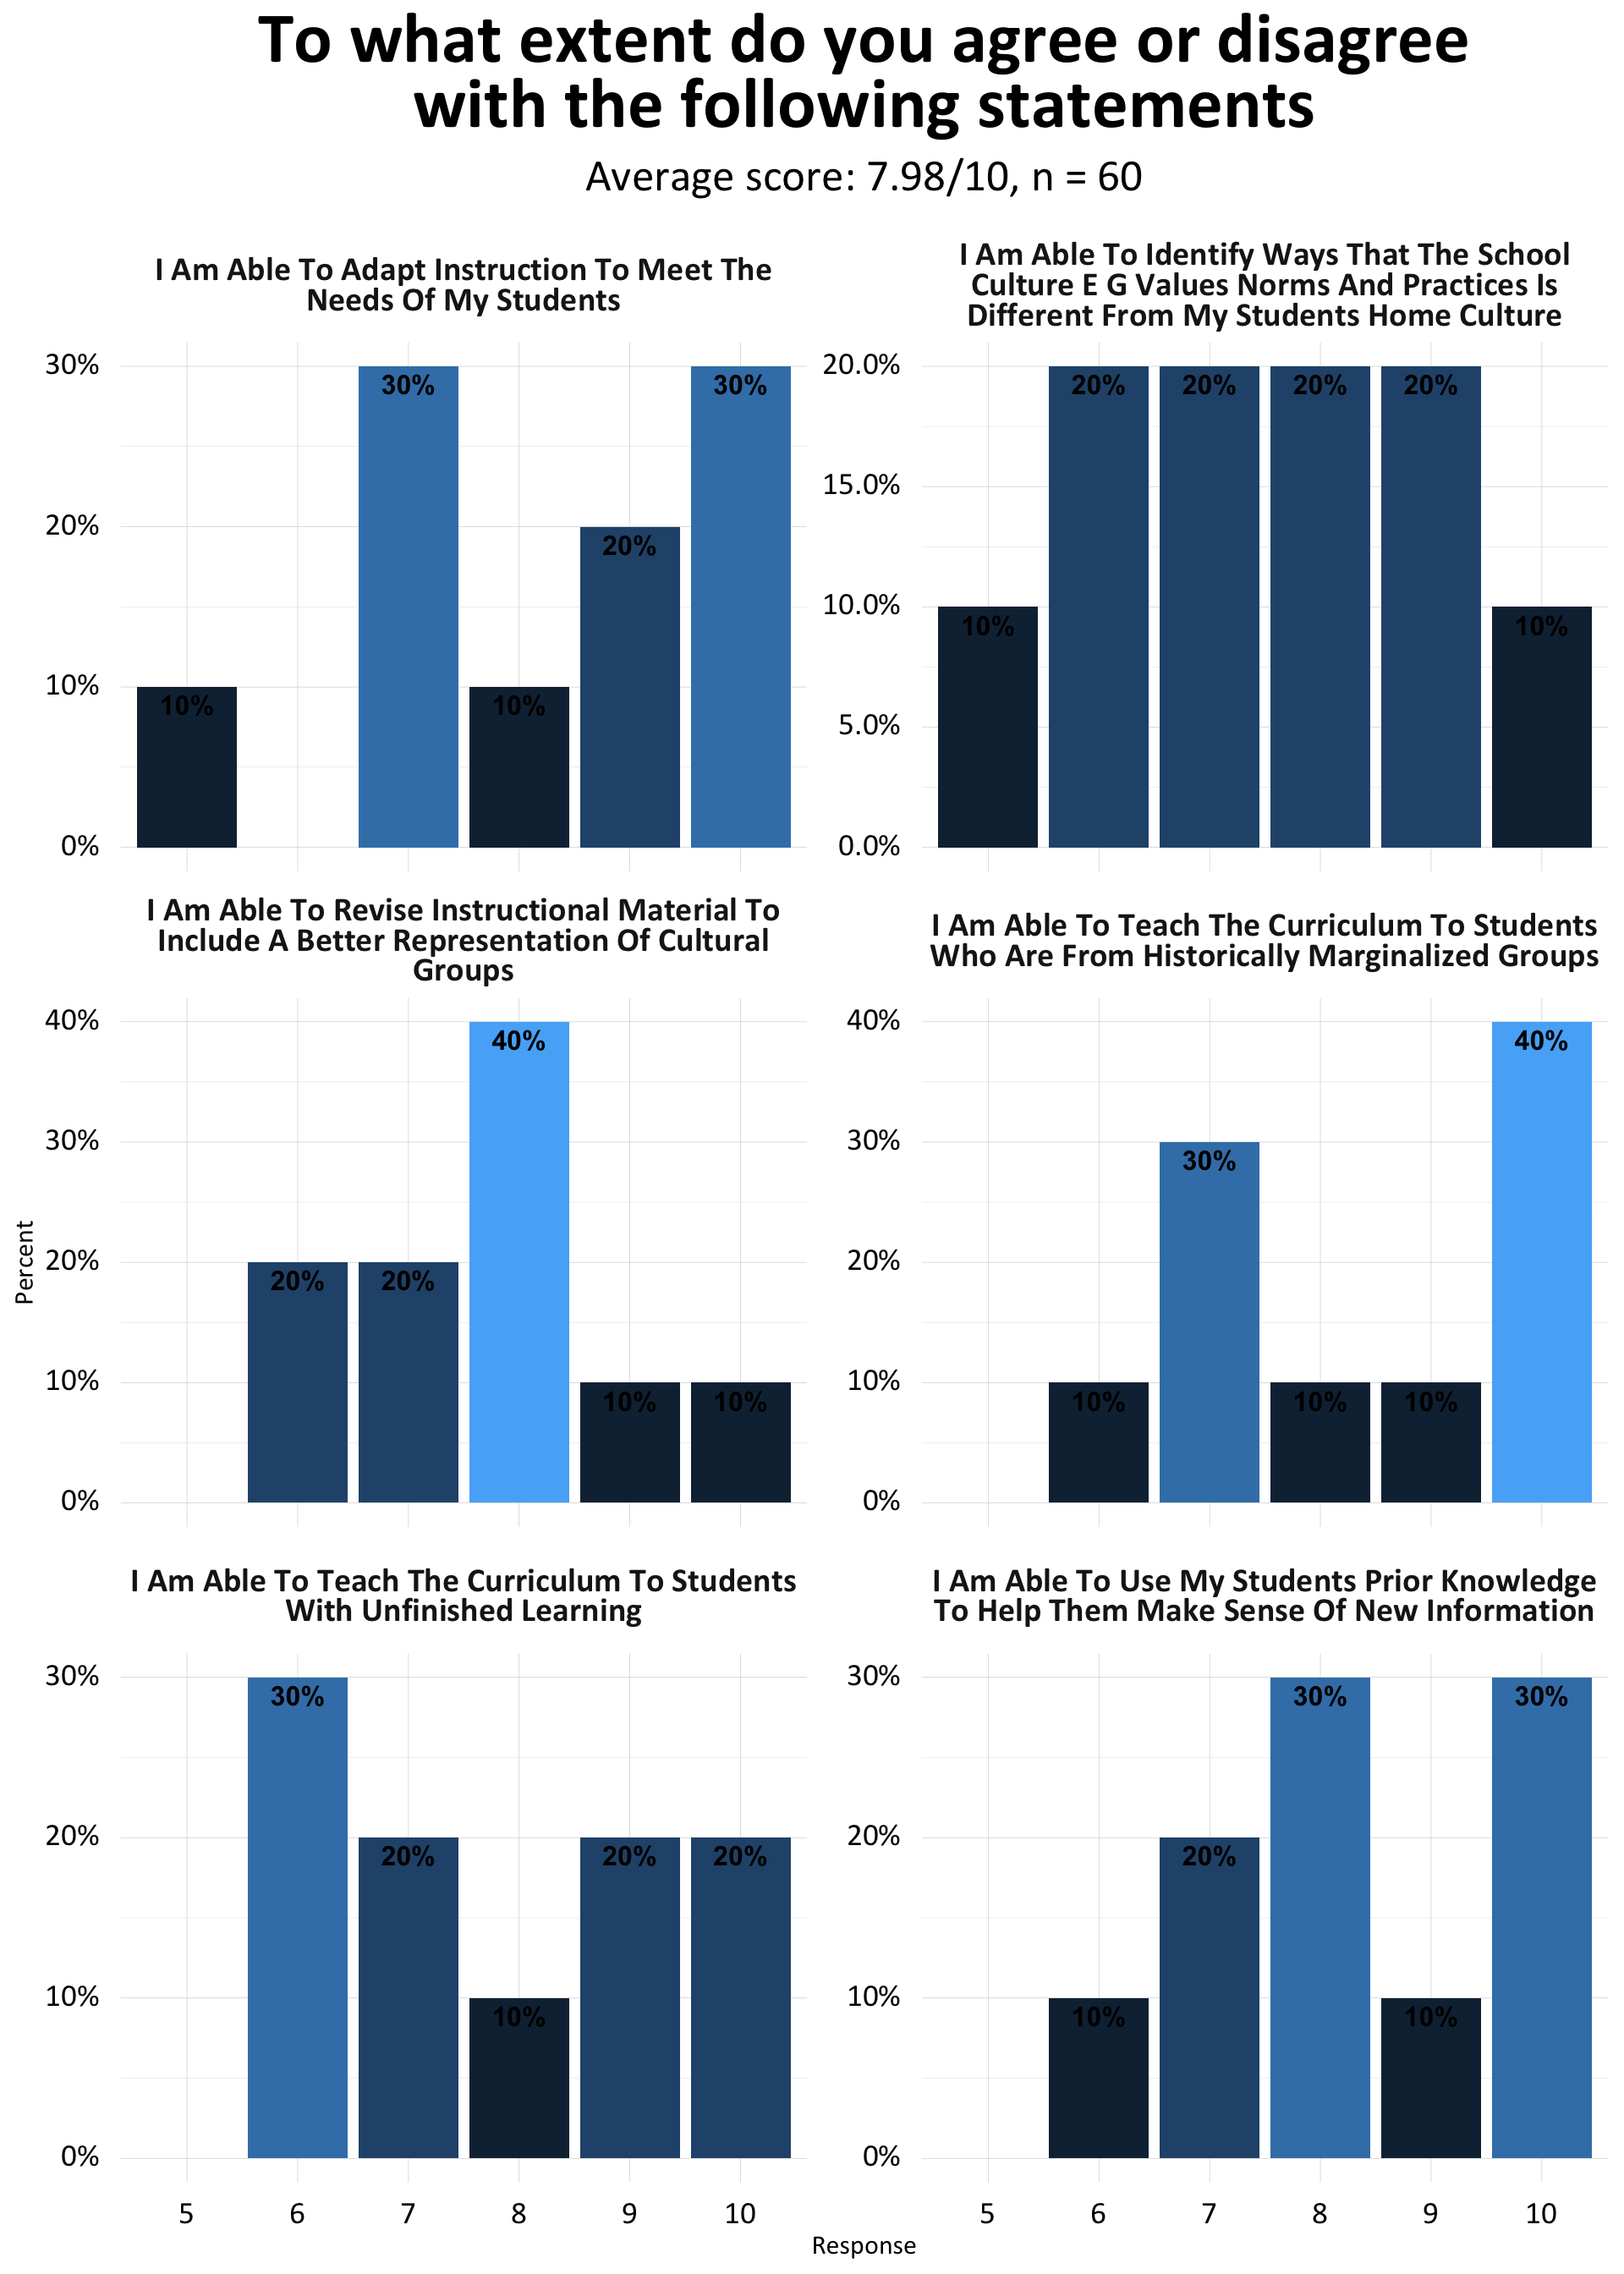 To what extent do you agree or disagree
with the following statements
Average score: 7.98/10, n = 60
I Am Able To Adapt Instruction To Meet The
Needs Of My Students
30%
20%
10%
0%
10%
30%
10%
20%
30%
I Am Able To Identify Ways That The School
Culture E G Values Norms And Practices Is
Different From My Students Home Culture
20.0%
15.0%
10.0%
5.0%
0.0%
10%
20%
20%
20%
20%
10%
I Am Able To Revise Instructional Material To
Include A Better Representation Of Cultural
Groups
40%
30%
20%
10%
0%
20%
20%
40%
10%
10%
I Am Able To Teach The Curriculum To Students
Who Are From Historically Marginalized Groups
40%
30%
20%
10%
0%
10%
30%
10%
10%
40%
I Am Able To Teach The Curriculum To Students
With Unfinished Learning
30%
20%
10%
0%
30%
20%
10%
20%
20%
5 6 7 8 9 10
I Am Able To Use My Students Prior Knowledge
To Help Them Make Sense Of New Information
30%
20%
10%
0%
10%
20%
30%
10%
30%
5 6 7 8 9 10
Percent
Response